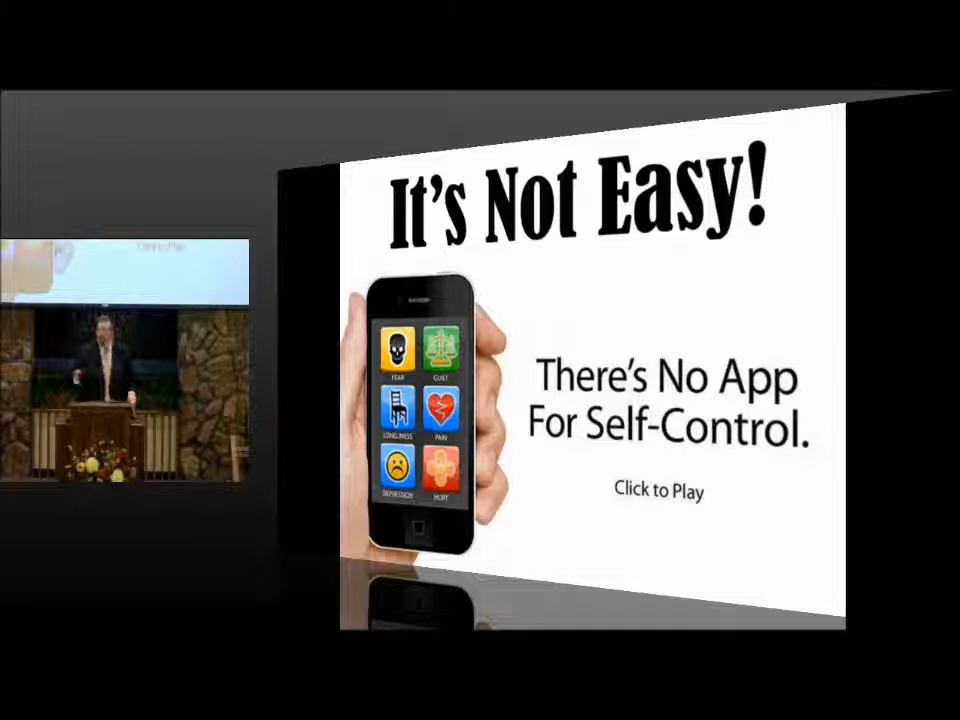 It's Not Easy!
FEAR
GUILT
LONELINESS
PAIN
DEPRESSION
HURT
There's No App
For Self-Control.
Click to Play